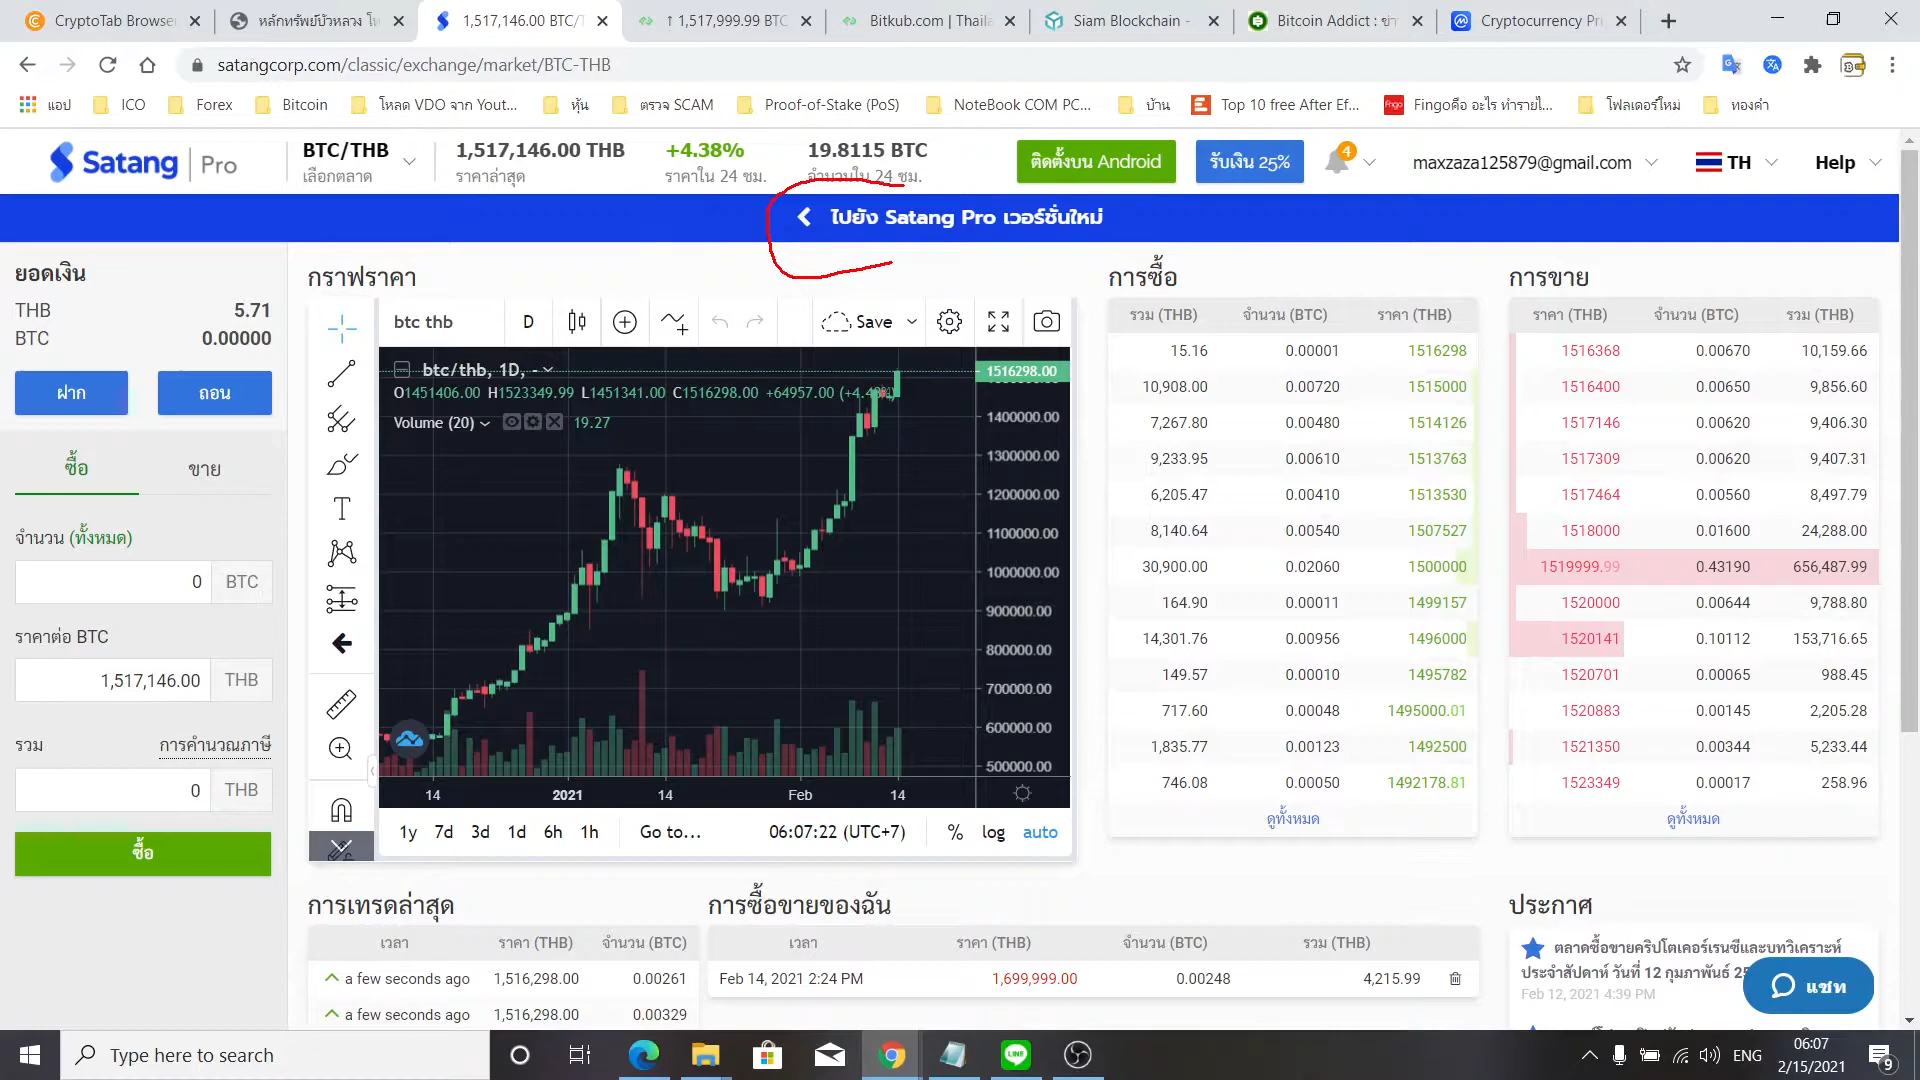 CryptoTab Browse
หลักทรัพย์บัวหลวง โท
1,517,146.00 BTC/T
↑ 1,517,999.99 BTC
Bitkub.com | Thaila
Siam Blockchain -
Bitcoin Addict : ข่า
Cryptocurrency Pri
satangcorp.com/classic/exchange/market/BTC-THB
แอป
ICO
Forex
Bitcoin
โหลด VDO จาก Yout...
หุ้น
ตรวจ SCAM
Proof-of-Stake (PoS)
NoteBook COM PC...
บ้าน
Top 10 free After Ef...
Fingoคือ อะไร ทำรายไ...
โฟลเดอร์ใหม่
ทองคำ
Satang Pro
BTC/THB
เลือกตลาด
1,517,146.00 THB
ราคาล่าสุด
+4.38%
ราคาใน 24 ชม.
19.8115 BTC
จำนวนใน 24 ชม.
ติดตั้งบน Android
รับเงิน 25%
4
maxzaza125879@gmail.com
TH
Help
ไปยัง Satang Pro เวอร์ชั่นใหม่
ยอดเงิน
THB 5.71
BTC 0.00000
ฝาก ถอน
ซื้อ ขาย
จำนวน (ทั้งหมด)
0 BTC
ราคาต่อ BTC
1,517,146.00 THB
รวม การคำนวณภาษี
0 THB
ซื้อ
กราฟราคา
btc thb D Save
btc/thb, 1D, -
O1451406.00 H1523349.99 L1451341.00 C1516298.00 +64957.00 (+4.48%)
Volume (20) 19.27
1516298.00
1400000.00
1300000.00
1200000.00
1100000.00
1000000.00
900000.00
800000.00
700000.00
600000.00
500000.00
14 2021 14 Feb 14
1y 7d 3d 1d 6h 1h Go to... 06:07:22 (UTC+7) % log auto
การซื้อ
รวม (THB) จำนวน (BTC) ราคา (THB)
15.16 0.00001 1516298
10,908.00 0.00720 1515000
7,267.80 0.00480 1514126
9,233.95 0.00610 1513763
6,205.47 0.00410 1513530
8,140.64 0.00540 1507527
30,900.00 0.02060 1500000
164.90 0.00011 1499157
14,301.76 0.00956 1496000
149.57 0.00010 1495782
717.60 0.00048 1495000.01
1,835.77 0.00123 1492500
746.08 0.00050 1492178.81
ดูทั้งหมด
การขาย
ราคา (THB) จำนวน (BTC) รวม (THB)
1516368 0.00670 10,159.66
1516400 0.00650 9,856.60
1517146 0.00620 9,406.30
1517309 0.00620 9,407.31
1517464 0.00560 8,497.79
1518000 0.01600 24,288.00
1519999.99 0.43190 656,487.99
1520000 0.00644 9,788.80
1520141 0.10112 153,716.65
1520701 0.00065 988.45
1520883 0.00145 2,205.28
1521350 0.00344 5,233.44
1523349 0.00017 258.96
ดูทั้งหมด
การเทรดล่าสุด
เวลา ราคา (THB) จำนวน (BTC)
a few seconds ago 1,516,298.00 0.00261
a few seconds ago 1,516,298.00 0.00329
การซื้อขายของฉัน
เวลา ราคา (THB) จำนวน (BTC) รวม (THB)
Feb 14, 2021 2:24 PM 1,699,999.00 0.00248 4,215.99
ประกาศ
ตลาดซื้อขายคริปโตเคอร์เรนซีและบทวิเคราะห์
ประจำสัปดาห์ วันที่ 12 กุมภาพันธ์ 25
Feb 12, 2021 4:39 PM
แชท
Type here to search
LINE
ENG
06:07
2/15/2021
9